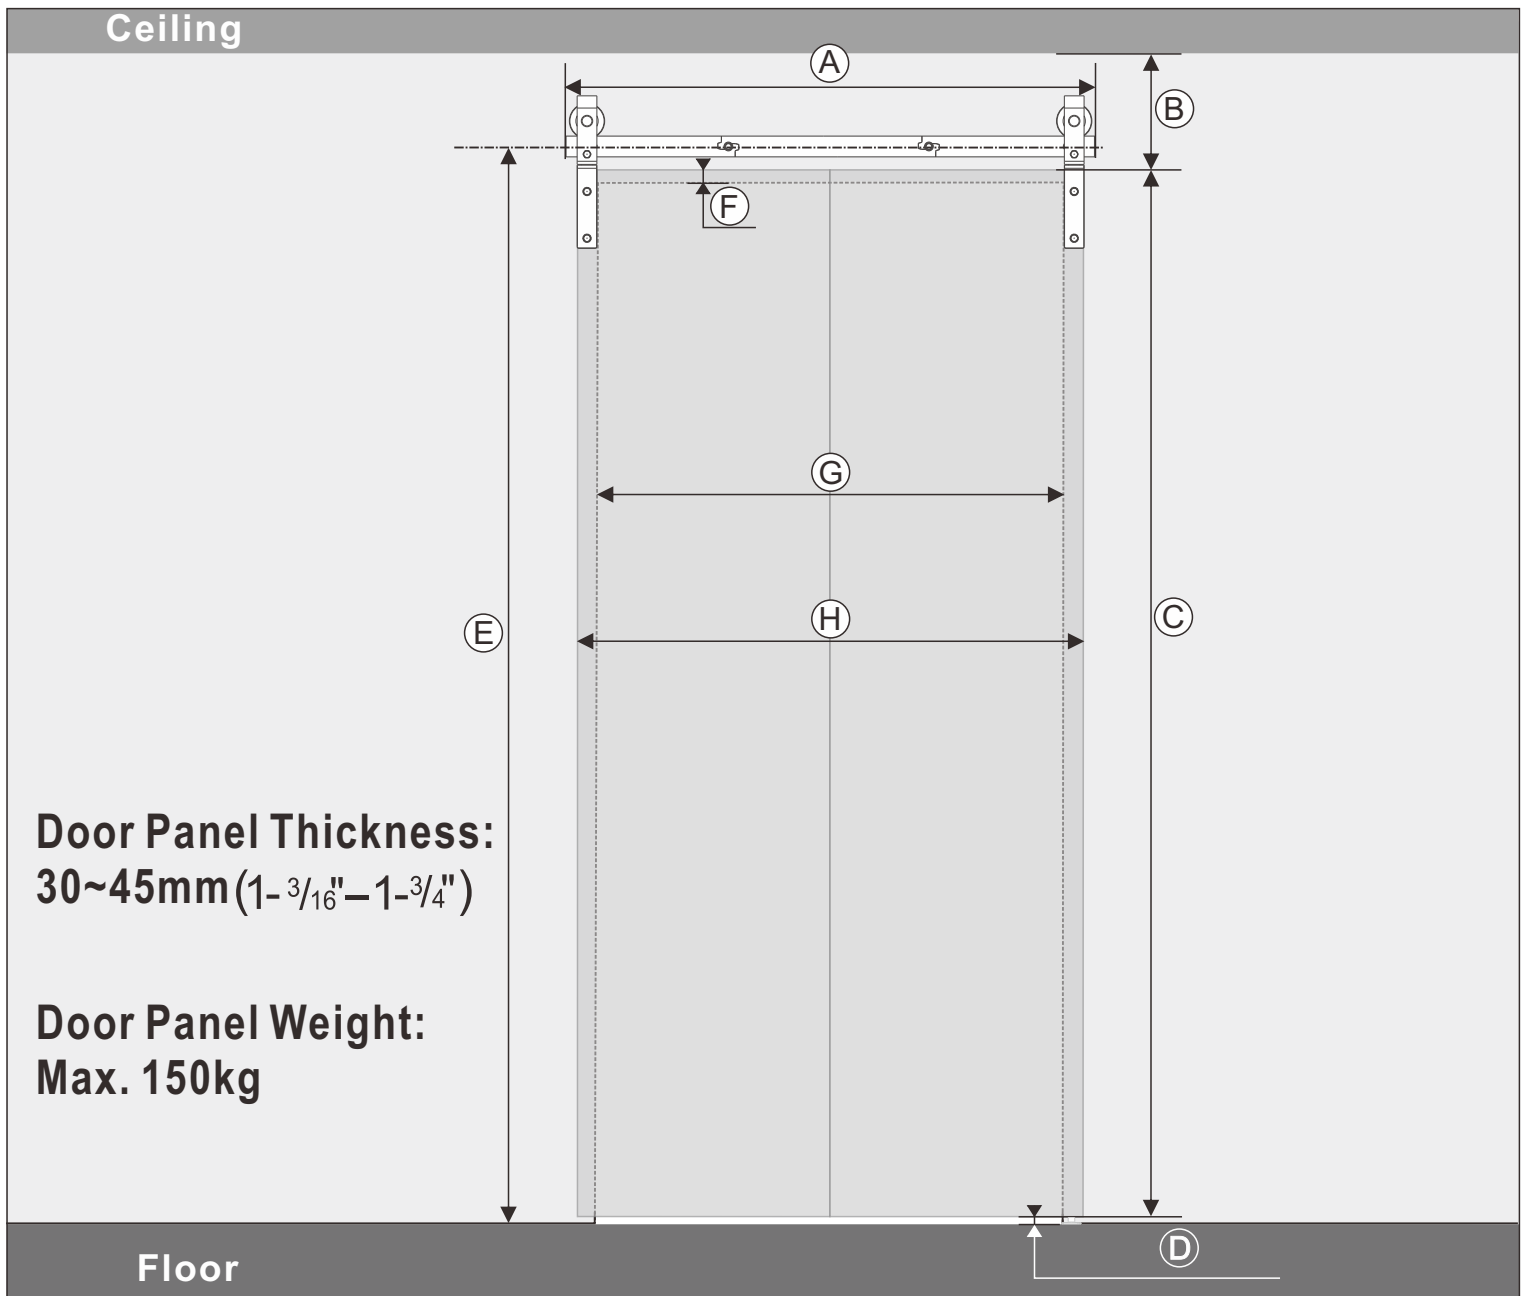 Ceiling
A
B
F
G
H
E
C
Door Panel Thickness:
30~45mm(1- 3/16"–1-3/4")
Door Panel Weight:
Max. 150kg
D
Floor